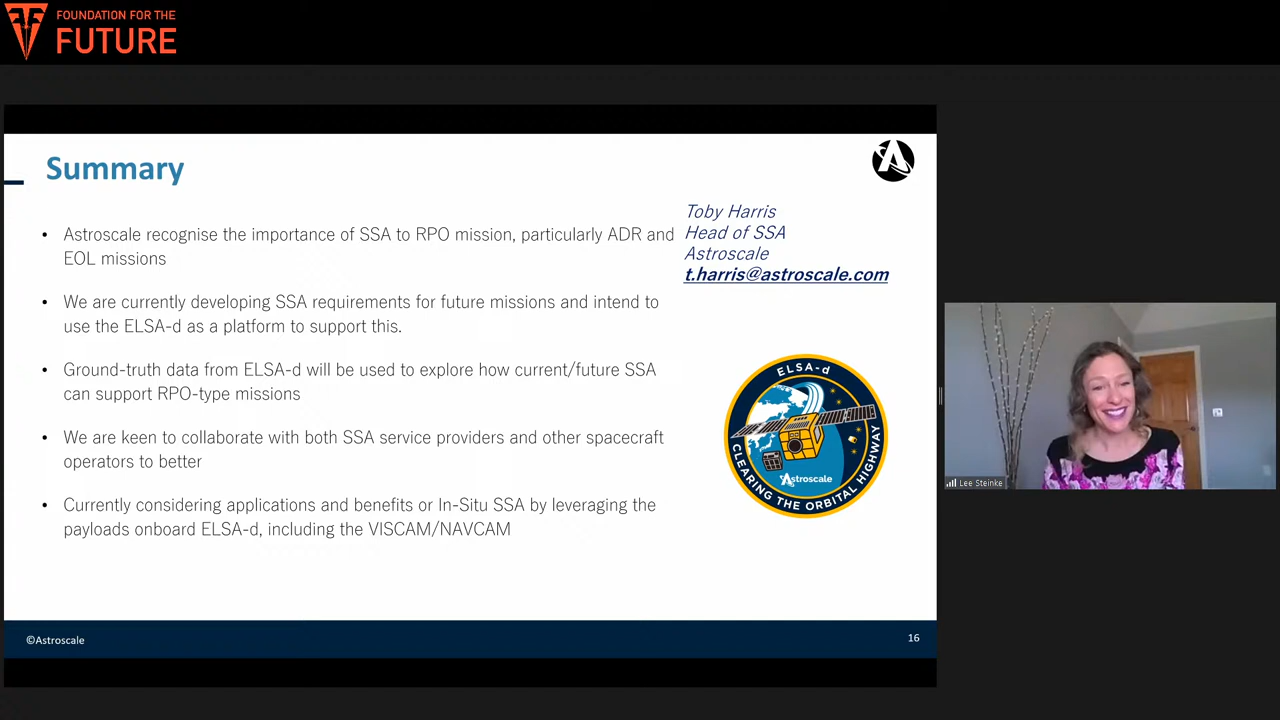 FOUNDATION FOR THE
FUTURE
Summary
• Astroscale recognise the importance of SSA to RPO mission, particularly ADR and
EOL missions
• We are currently developing SSA requirements for future missions and intend to
use the ELSA-d as a platform to support this.
• Ground-truth data from ELSA-d will be used to explore how current/future SSA
can support RPO-type missions
• We are keen to collaborate with both SSA service providers and other spacecraft
operators to better
• Currently considering applications and benefits or In-Situ SSA by leveraging the
payloads onboard ELSA-d, including the VISCAM/NAVCAM
Toby Harris
Head of SSA
Astroscale
t.harris@astroscale.com
ELSA-d
Astroscale
CLEARING THE ORBITAL HIGHWAY
©Astroscale
16
Lee Steinke